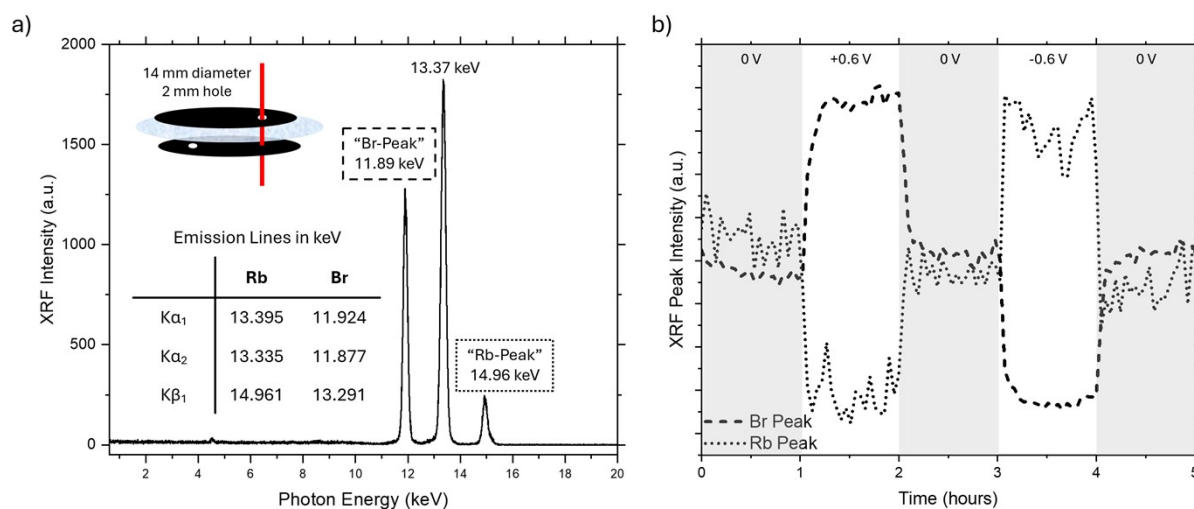 a)
2000
1500
1000
500
0
XRF Intensity (a.u.)
14 mm diameter
2 mm hole
13.37 keV
"Br-Peak"
11.89 keV
"Rb-Peak"
14.96 keV
Emission Lines in keV
Rb Br
Kα₁ 13.395 11.924
Kα₂ 13.335 11.877
Kβ₁ 14.961 13.291
2 4 6 8 10 12 14 16 18 20
Photon Energy (keV)
b)
0 V +0.6 V 0 V -0.6 V 0 V
XRF Peak Intensity (a.u.)
Br Peak
Rb Peak
0 1 2 3 4 5
Time (hours)